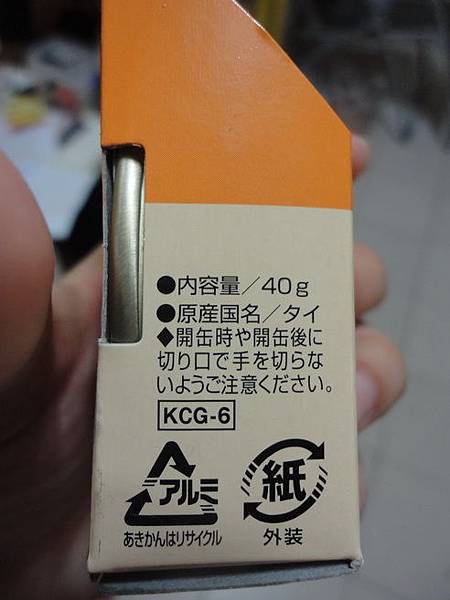 ●内容量／40g
●原産国名／タイ
◆開缶時や開缶後に
切り口で手を切らな
いようご注意ください。
KCG-6
アルミ
紙
あきかんはリサイクル
外装